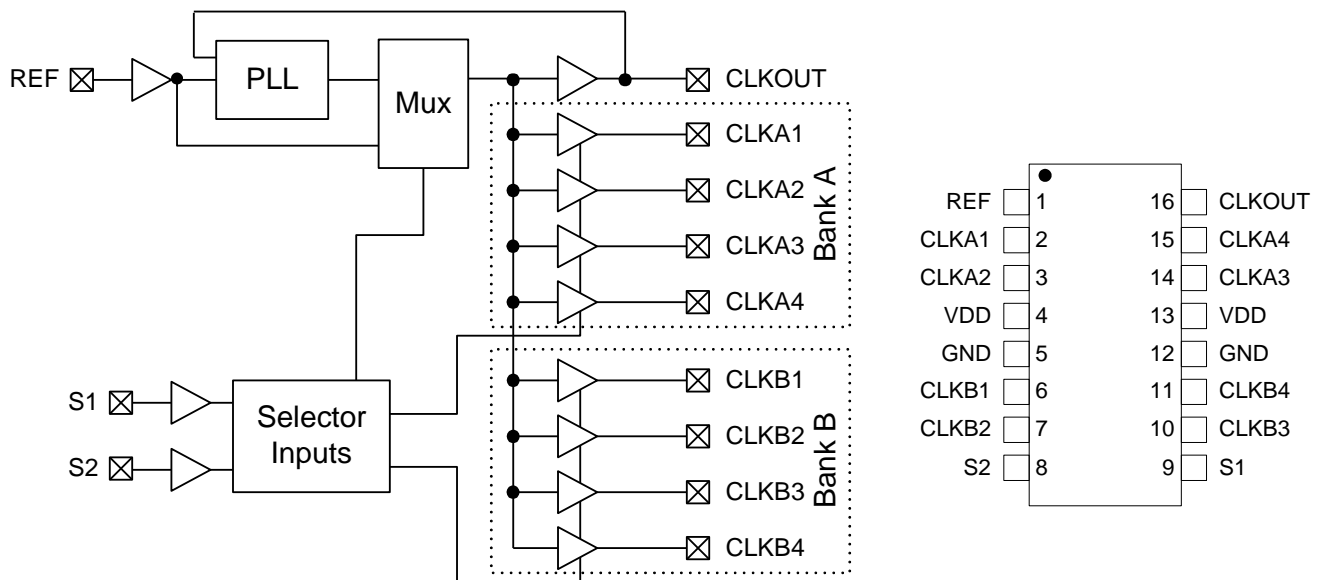 REF
PLL
Mux
CLKOUT
CLKA1
CLKA2
CLKA3
CLKA4
Bank A
S1
S2
Selector
Inputs
CLKB1
CLKB2
CLKB3
CLKB4
Bank B
REF 1 16 CLKOUT
CLKA1 2 15 CLKA4
CLKA2 3 14 CLKA3
VDD 4 13 VDD
GND 5 12 GND
CLKB1 6 11 CLKB4
CLKB2 7 10 CLKB3
S2 8 9 S1